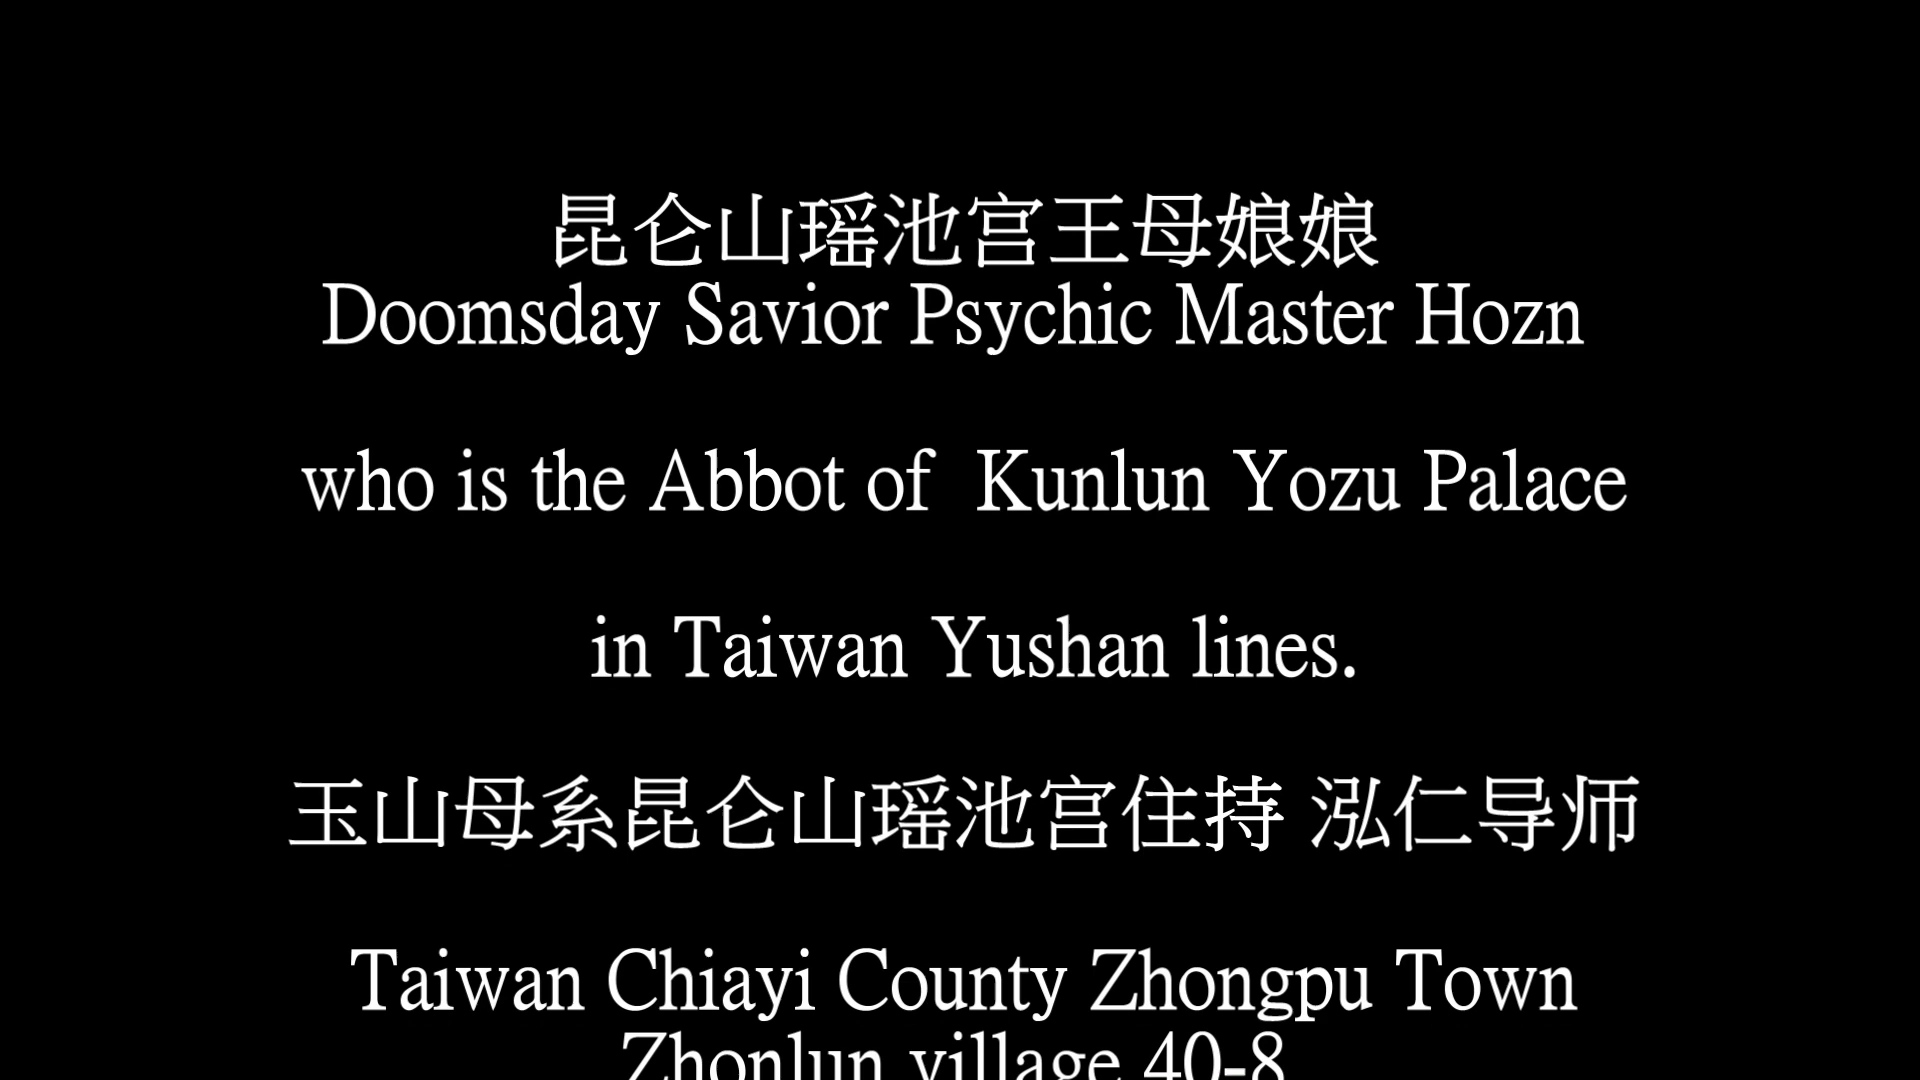 昆仑山瑶池宫王母娘娘
Doomsday Savior Psychic Master Hozn
who is the Abbot of  Kunlun Yozu Palace
in Taiwan Yushan lines.
玉山母系昆仑山瑶池宫住持 泓仁导师
Taiwan Chiayi County Zhongpu Town
Zhonlun village 40-8